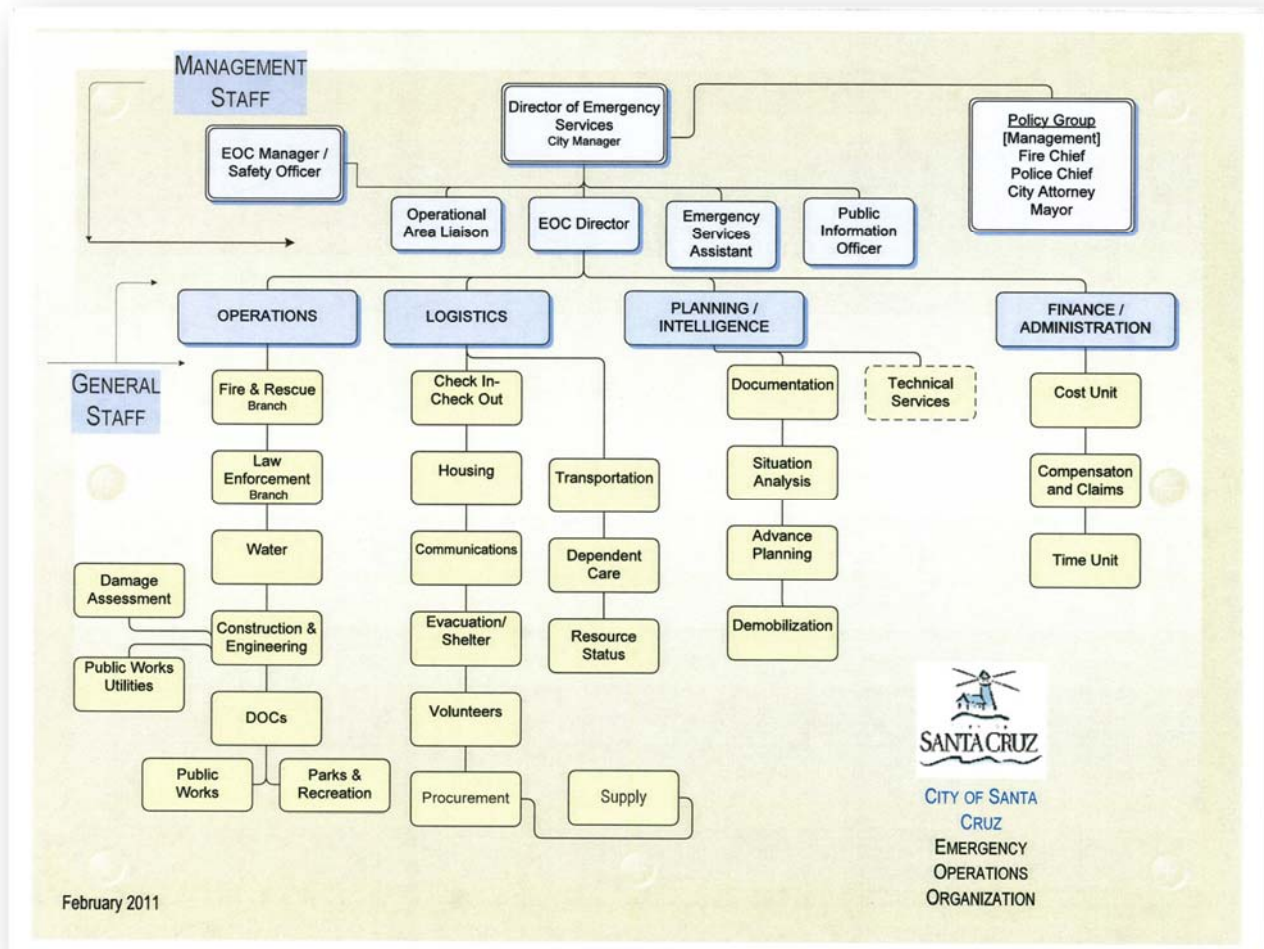 MANAGEMENT
STAFF
Director of Emergency
Services
City Manager
Policy Group
[Management]
Fire Chief
Police Chief
City Attorney
Mayor
EOC Manager /
Safety Officer
Operational
Area Liaison
EOC Director
Emergency
Services
Assistant
Public
Information
Officer
OPERATIONS
LOGISTICS
PLANNING /
INTELLIGENCE
FINANCE /
ADMINISTRATION
GENERAL
STAFF
Fire & Rescue
Branch
Law
Enforcement
Branch
Water
Damage
Assessment
Construction &
Engineering
Public Works
Utilities
DOCs
Public
Works
Parks &
Recreation
Check In-
Check Out
Housing
Communications
Evacuation/
Shelter
Volunteers
Procurement
Supply
Transportation
Dependent
Care
Resource
Status
Documentation
Situation
Analysis
Advance
Planning
Demobilization
Technical
Services
Cost Unit
Compensaton
and Claims
Time Unit
SANTA CRUZ
CITY OF SANTA
CRUZ
EMERGENCY
OPERATIONS
ORGANIZATION
February 2011